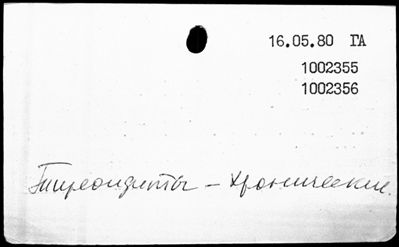 16.05.80 ГА
1002355
1002356
Тиреоидиты – хронические.